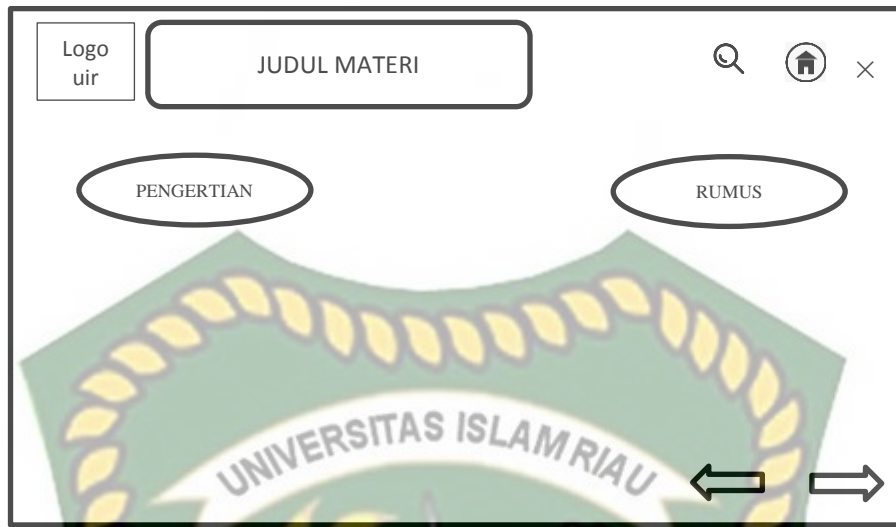 Logo
uir
JUDUL MATERI
PENGERTIAN
RUMUS
UNIVERSITAS ISLAM RIAU